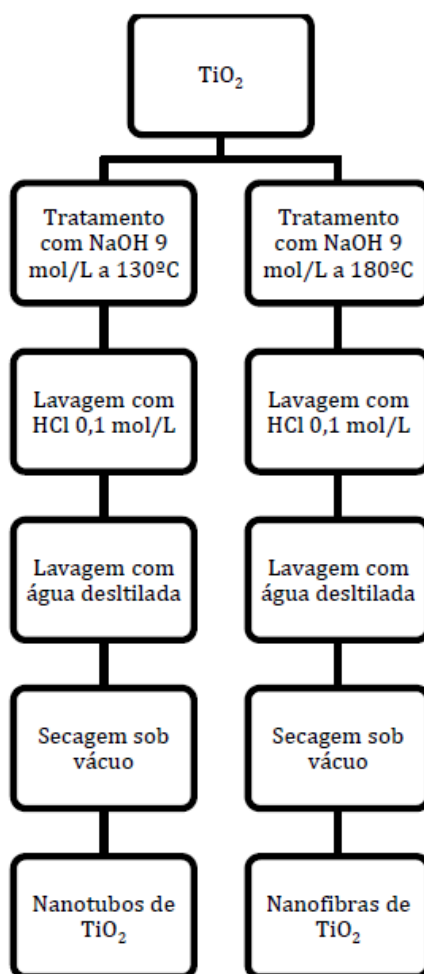 TiO₂
Tratamento
com NaOH 9
mol/L a 130ºC
Tratamento
com NaOH 9
mol/L a 180ºC
Lavagem com
HCl 0,1 mol/L
Lavagem com
HCl 0,1 mol/L
Lavagem com
água desltilada
Lavagem com
água desltilada
Secagem sob
vácuo
Secagem sob
vácuo
Nanotubos de
TiO₂
Nanofibras de
TiO₂